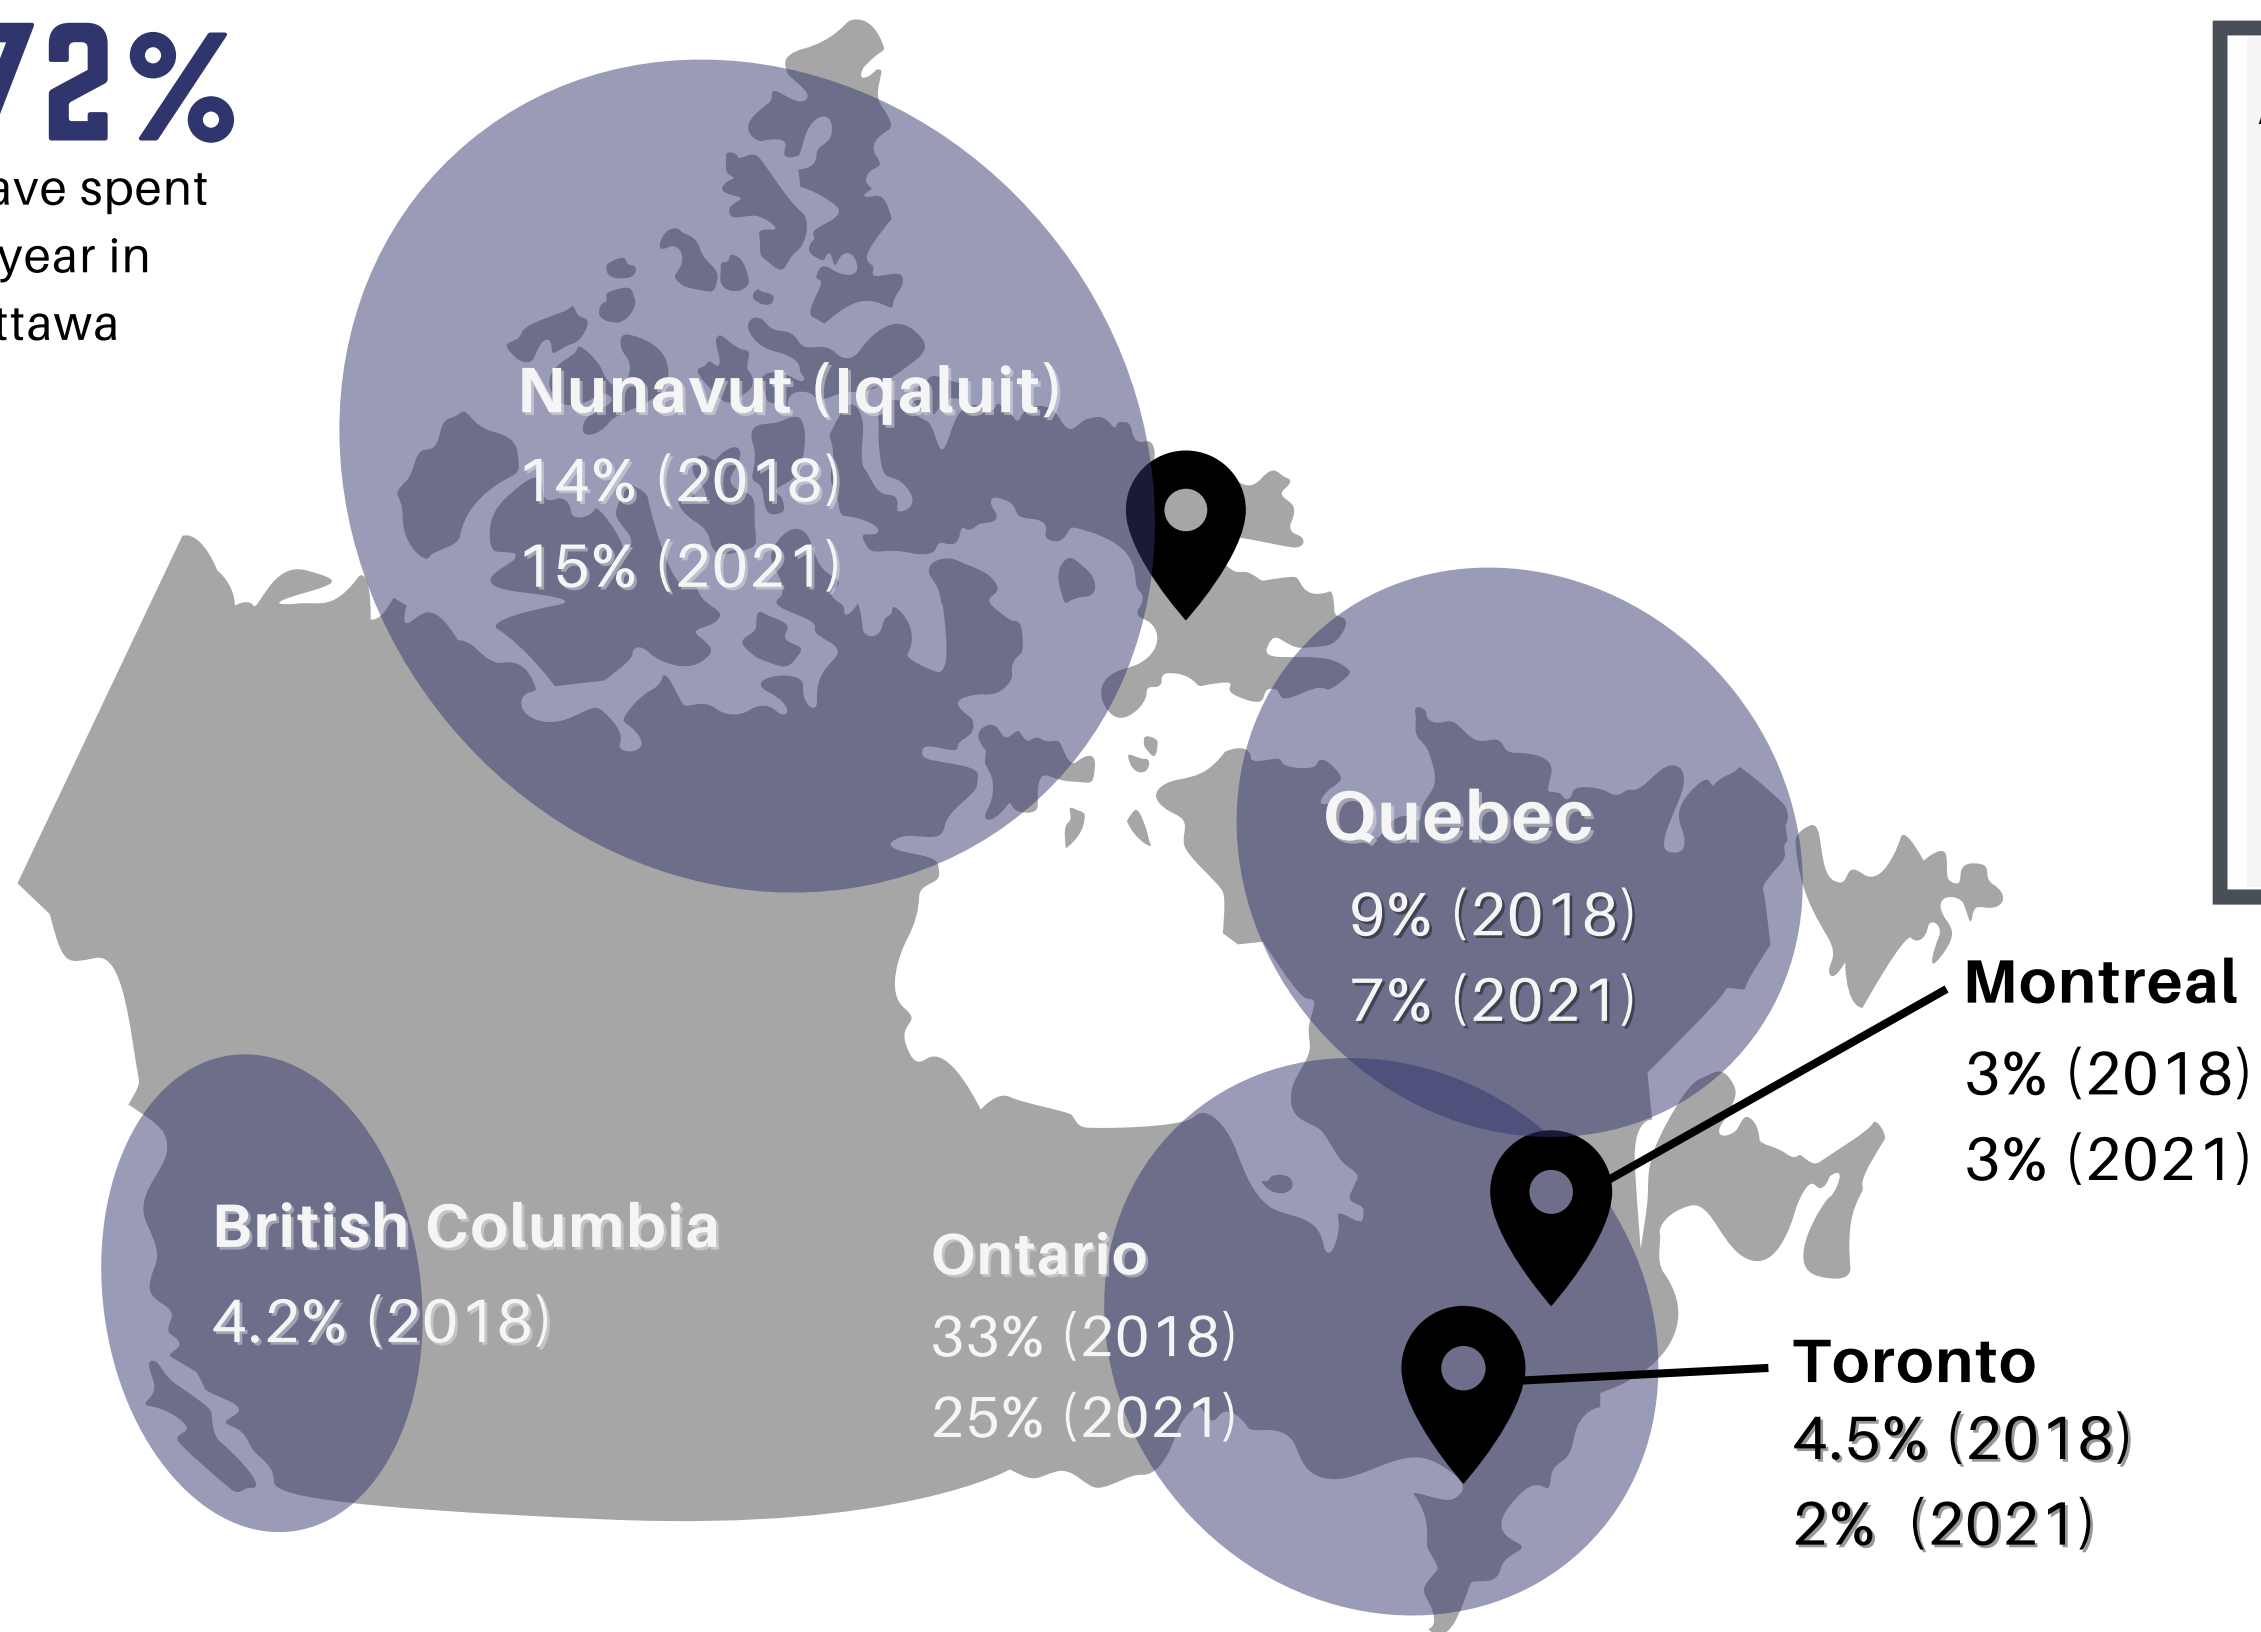 72%
ave spent
year in
ttawa
Nunavut (Iqaluit)
14% (2018)
15% (2021)
Quebec
9% (2018)
7% (2021)
Montreal
3% (2018)
3% (2021)
British Columbia
4.2% (2018)
Ontario
33% (2018)
25% (2021)
Toronto
4.5% (2018)
2% (2021)